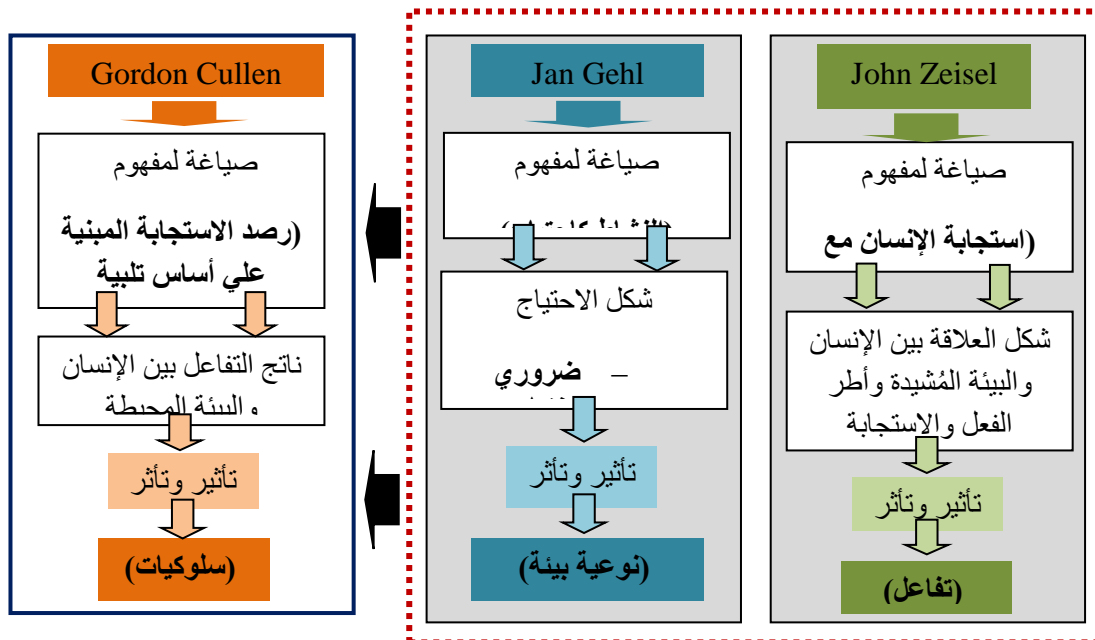 John Zeisel
صياغة لمفهوم
(استجابة الإنسان مع
شكل العلاقة بين الإنسان
والبيئة المُشيدة وأطر
الفعل والاستجابة
تأثير وتأثر
(تفاعل)
Jan Gehl
صياغة لمفهوم
شكل الاحتياج
ضروري –
تأثير وتأثر
(نوعية بيئة)
Gordon Cullen
صياغة لمفهوم
(رصد الاستجابة المبنية
علي أساس تلبية
ناتج التفاعل بين الإنسان
والبيئة المحيطة
تأثير وتأثر
(سلوكيات)